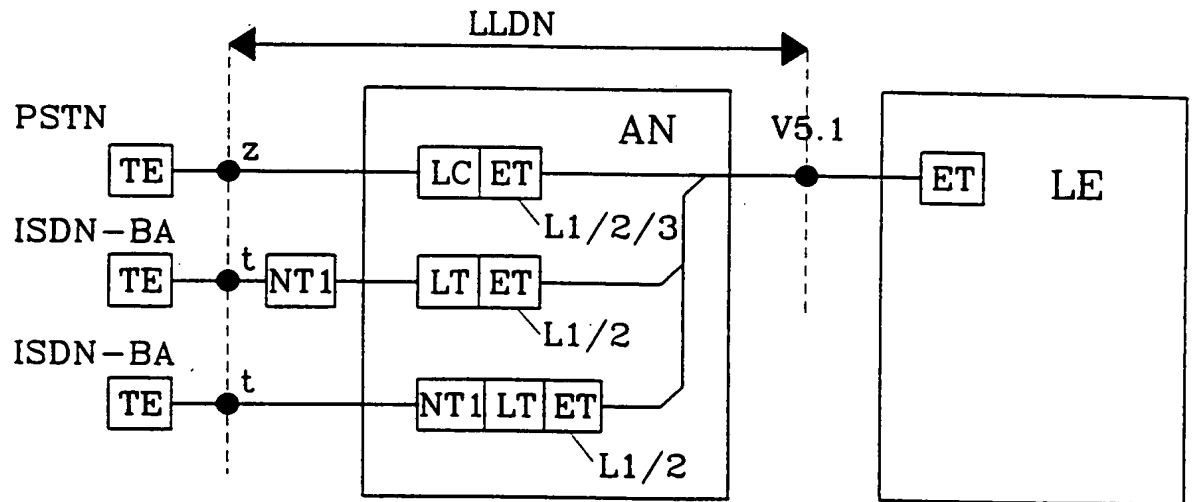 LLDN
PSTN
AN
V5.1
TE z LC ET ET LE
L1/2/3
ISDN-BA
TE t NT1 LT ET
L1/2
ISDN-BA
TE t NT1 LT ET
L1/2